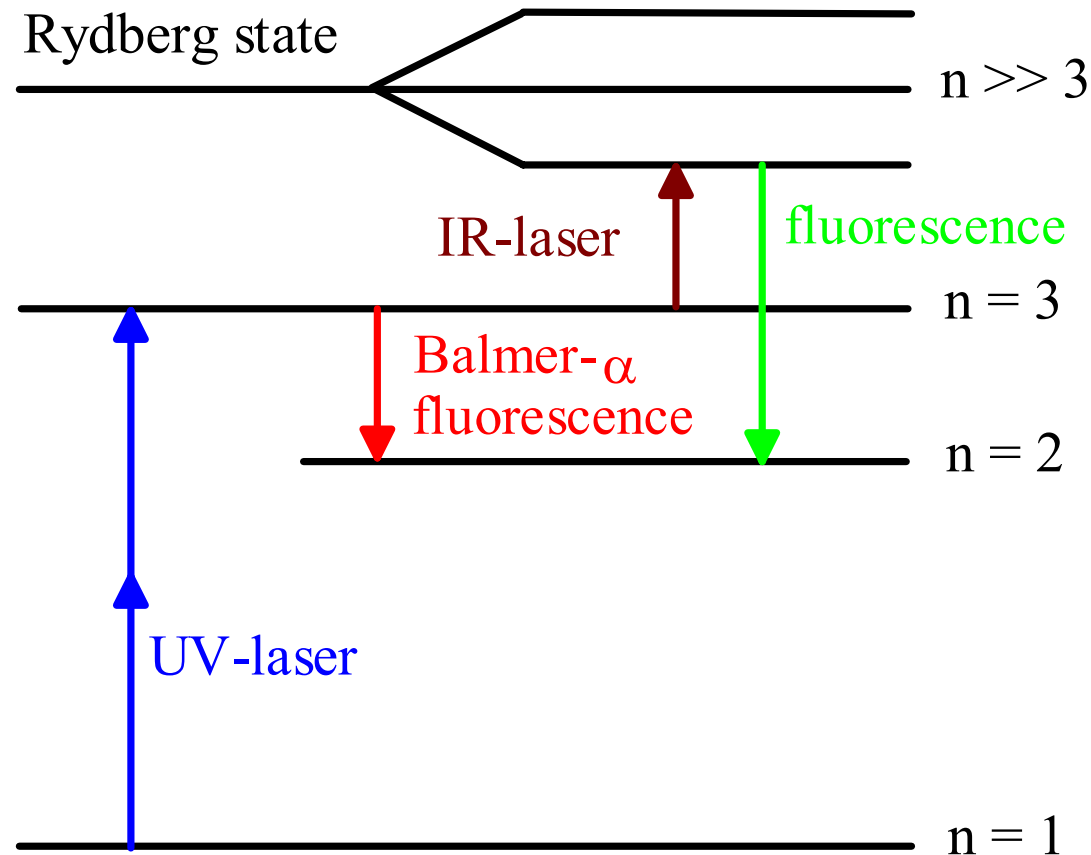 Rydberg state
n >> 3
IR-laser
fluorescence
n = 3
Balmer-α
fluorescence
n = 2
UV-laser
n = 1